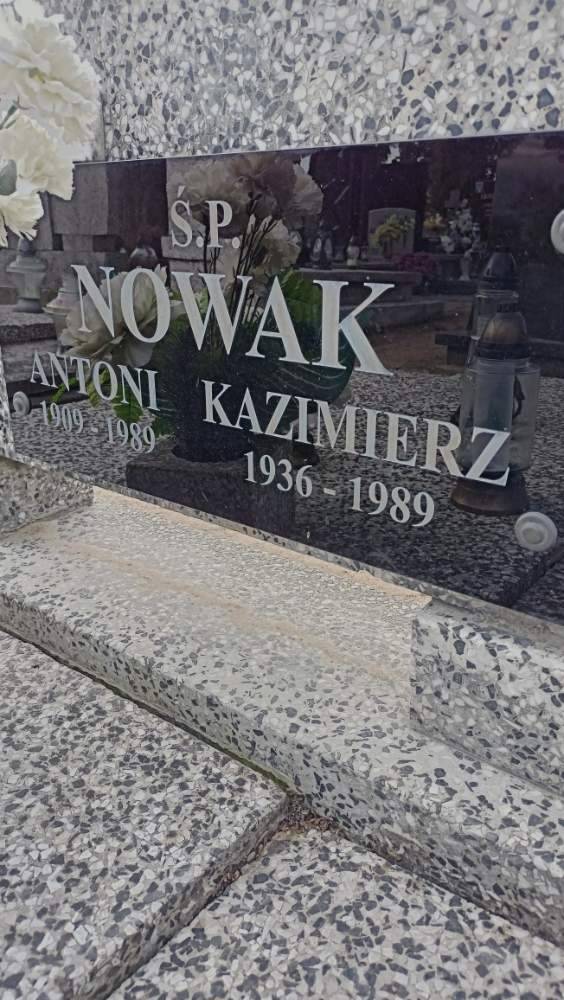 Ś.P.
NOWAK
ANTONI KAZIMIERZ
1909 - 1989 1936 - 1989